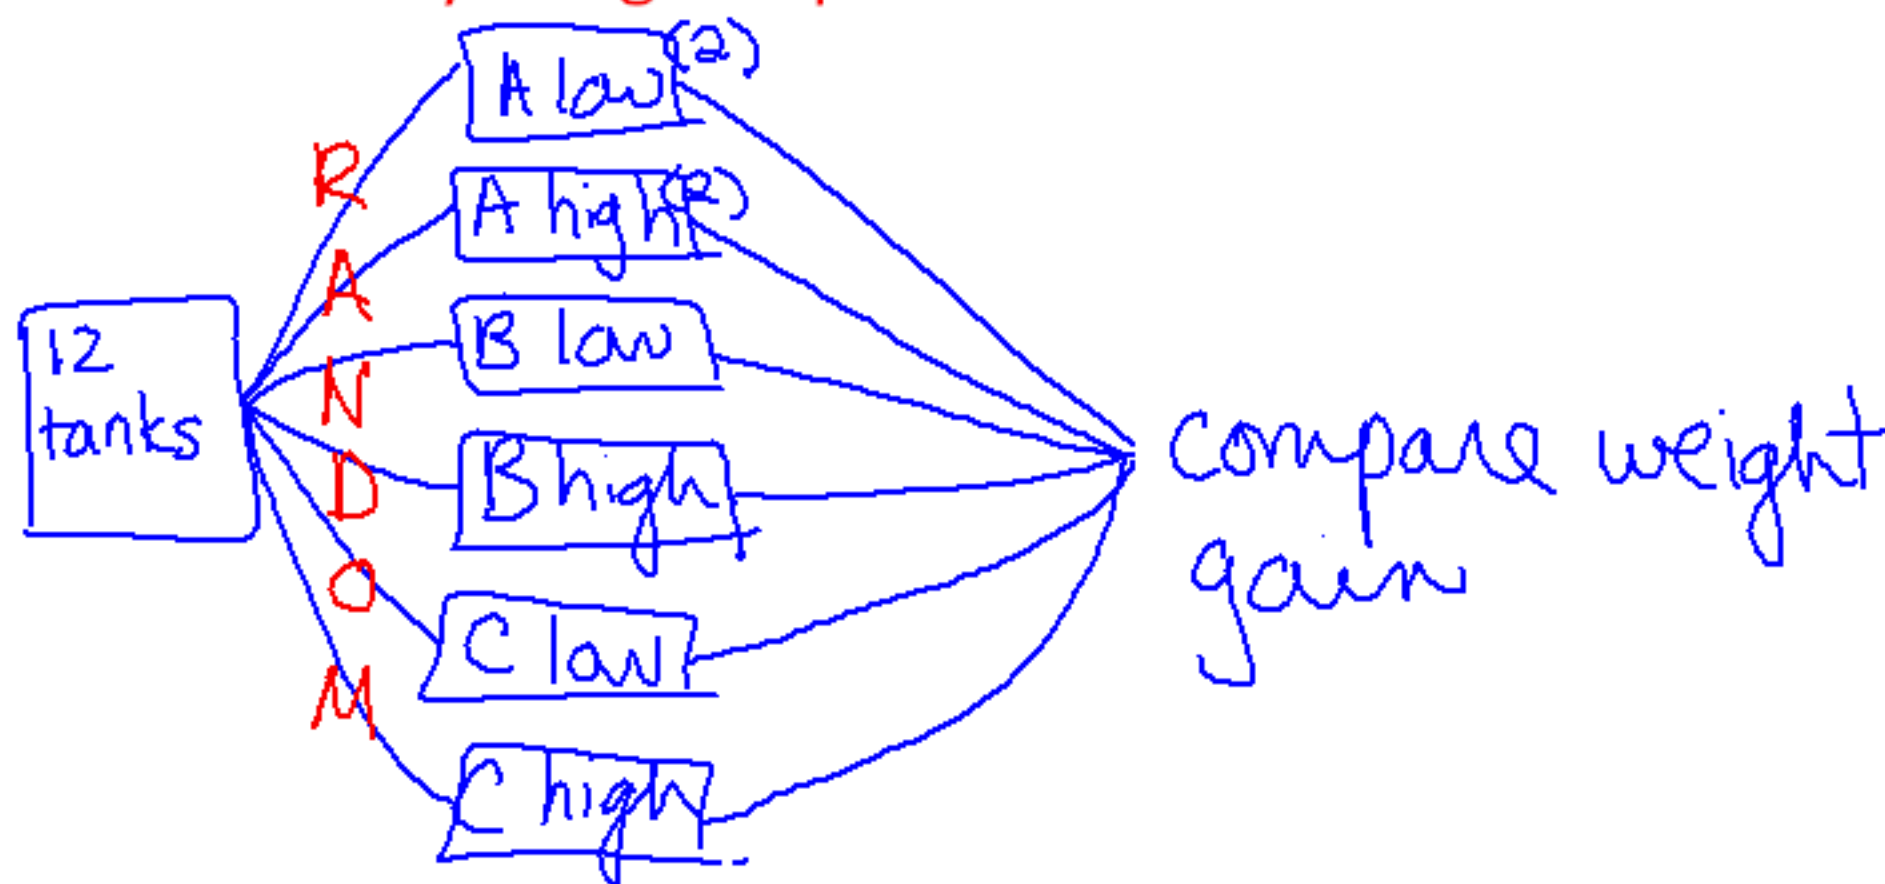 A low (2)
A high (2)
B low
B high
C low
C high
12
tanks
R
A
N
D
O
M
compare weight
gain